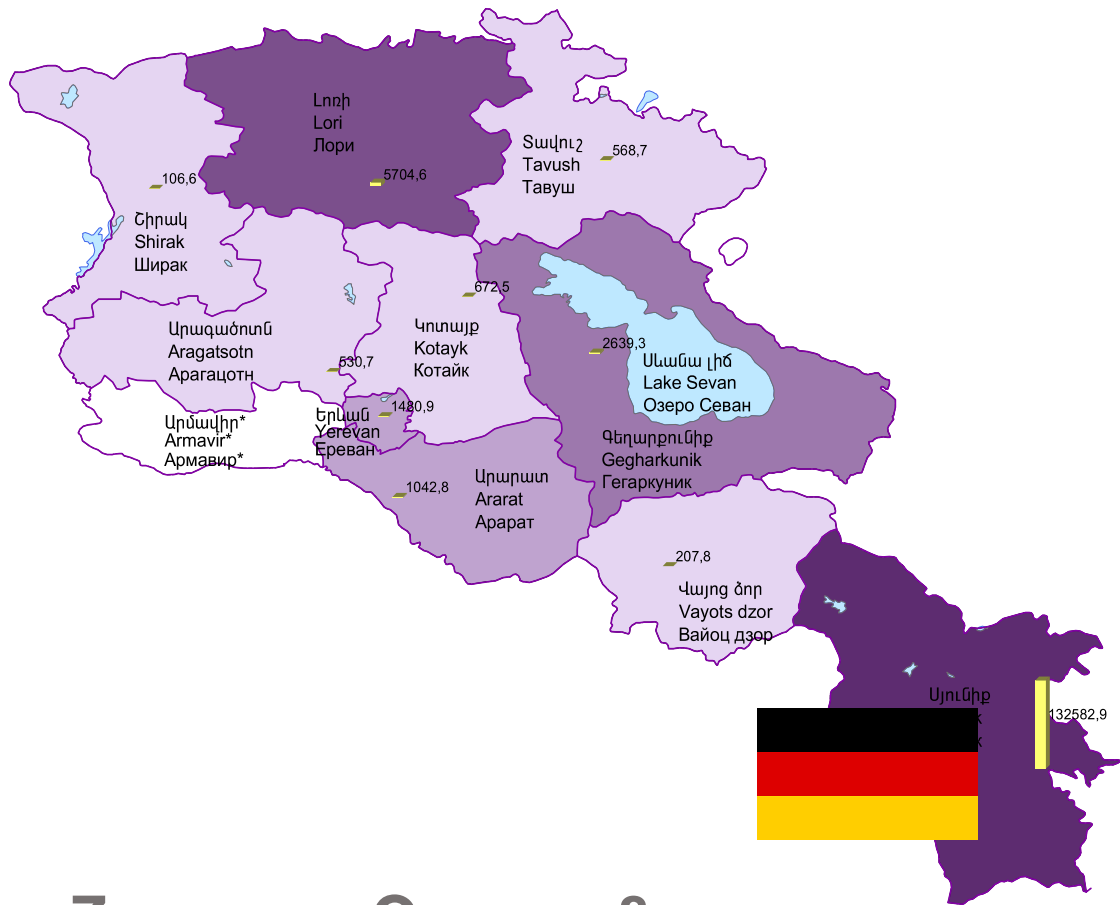 Լոռի
Lori
Лори
5704,6
Տավուշ
Tavush
Тавуш
568,7
106,6
Շիրակ
Shirak
Ширак
672,5
Կոտայք
Kotayk
Котайк
2639,3
Սևանա լիճ
Lake Sevan
Озеро Севан
Արագածոտն
Aragatsotn
Арагацотн
530,7
Արմավիր*
Armavir*
Армавир*
Երևան
Yerevan
Ереван
1480,9
Գեղարքունիք
Gegharkunik
Гегаркуник
1042,8
Արարատ
Ararat
Арарат
207,8
Վայոց ձոր
Vayots dzor
Вайоц дзор
Սյունիք
132582,9